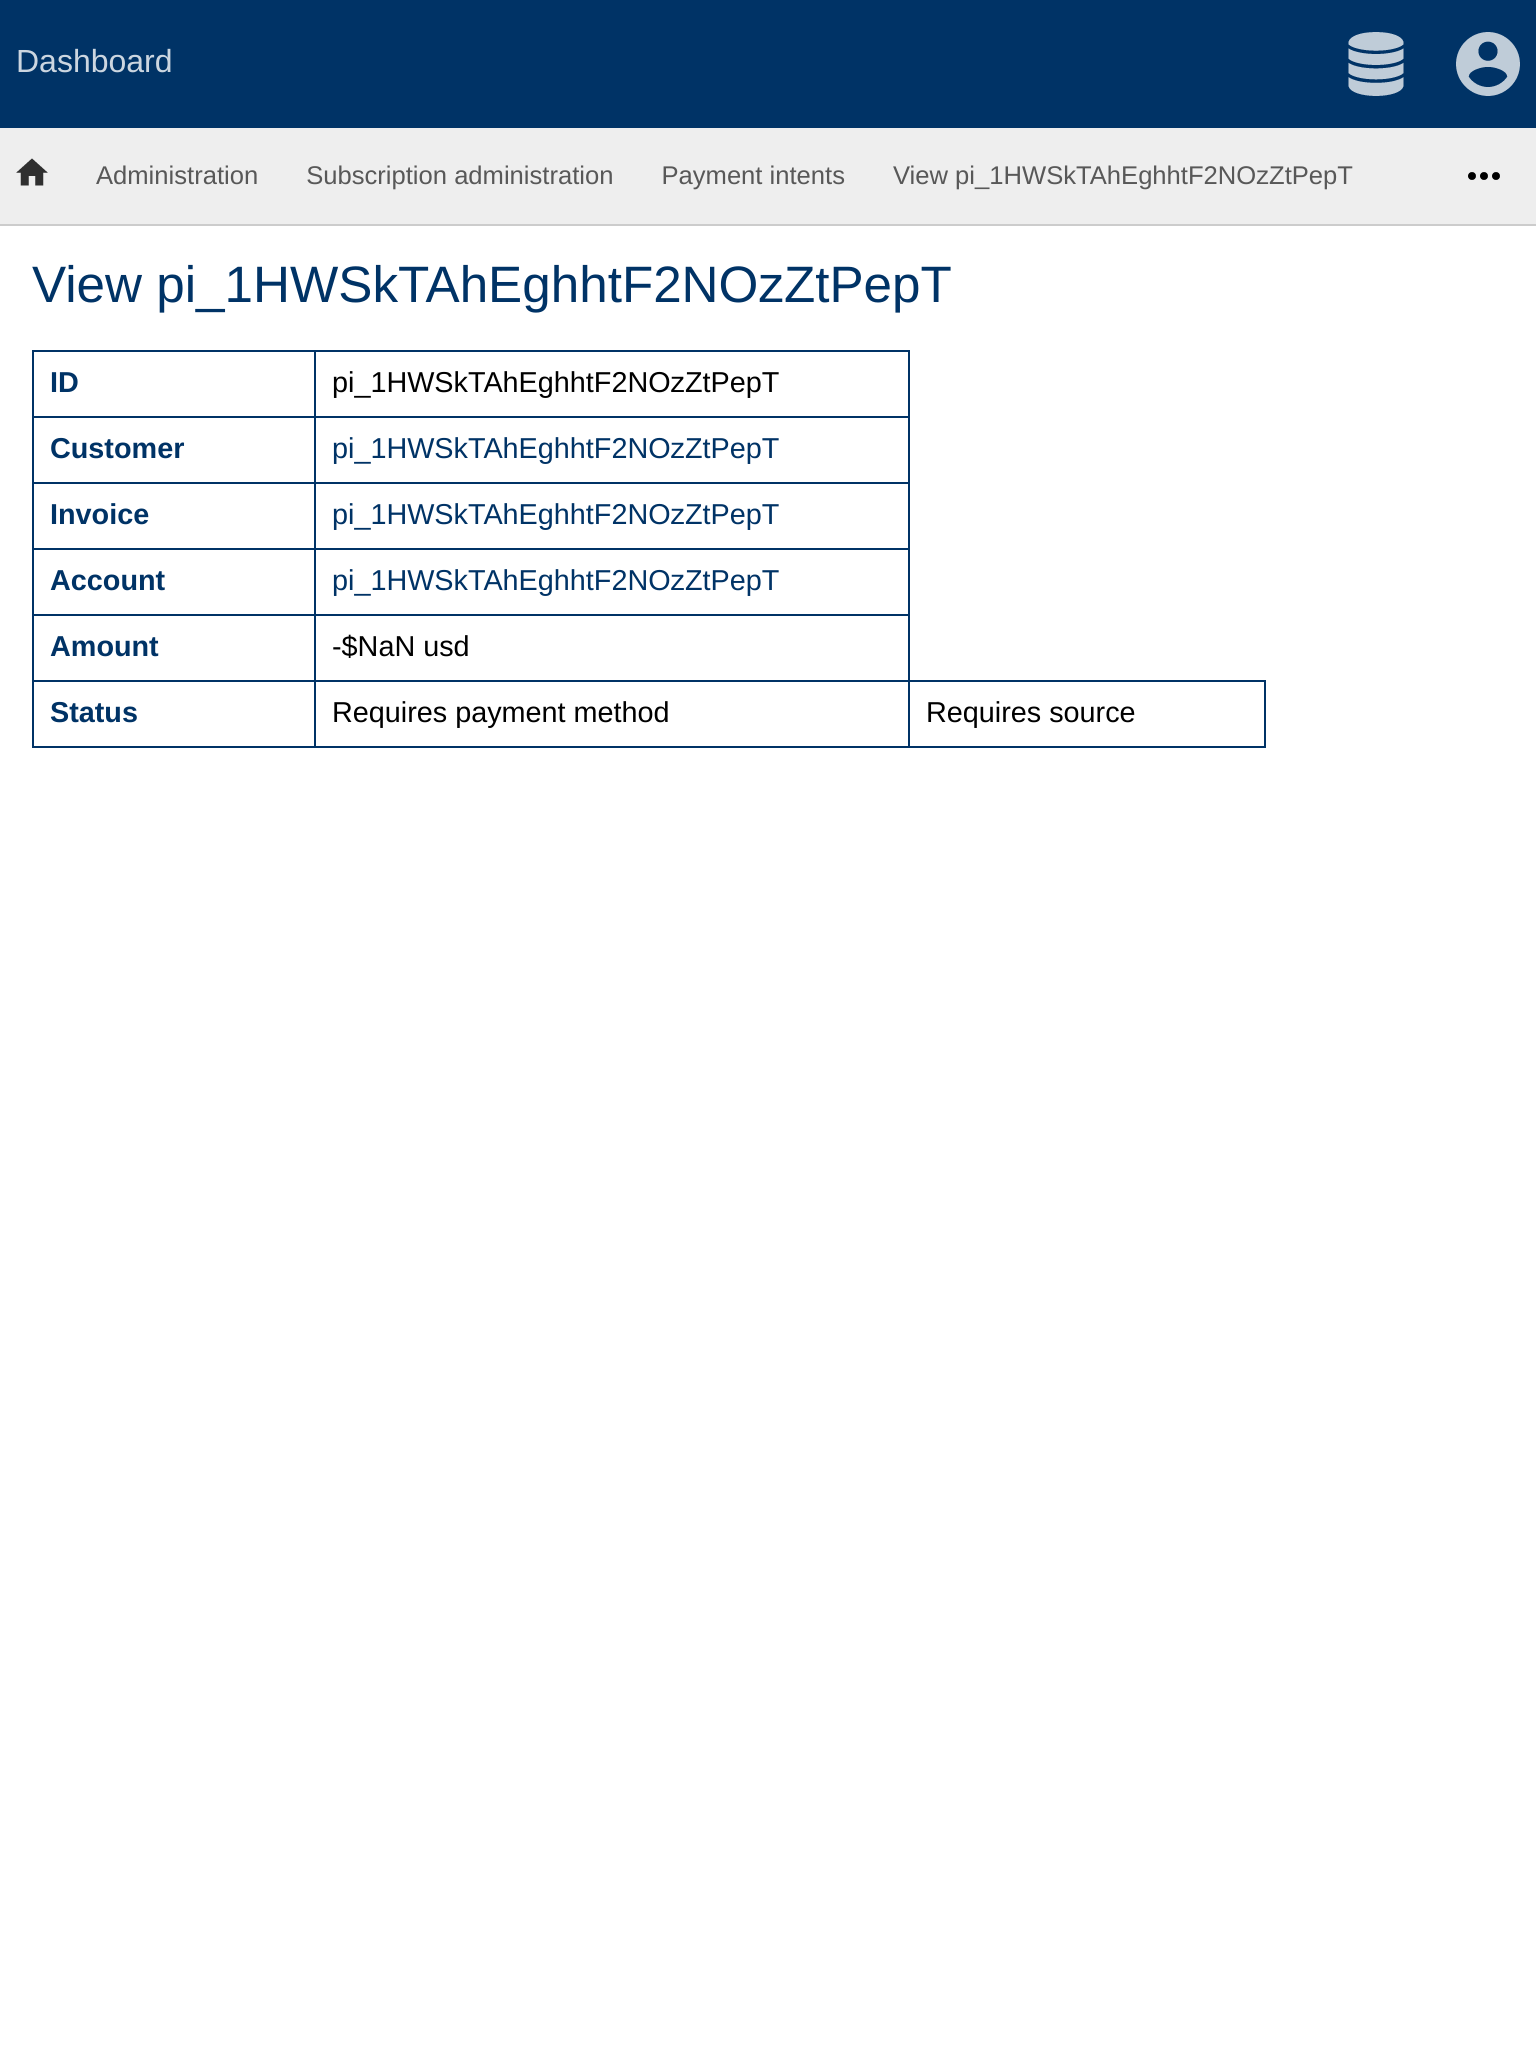 Dashboard
Administration Subscription administration Payment intents View pi_1HWSkTAhEghhtF2NOzZtPepT
View pi_1HWSkTAhEghhtF2NOzZtPepT
ID pi_1HWSkTAhEghhtF2NOzZtPepT
Customer pi_1HWSkTAhEghhtF2NOzZtPepT
Invoice pi_1HWSkTAhEghhtF2NOzZtPepT
Account pi_1HWSkTAhEghhtF2NOzZtPepT
Amount -$NaN usd
Status Requires payment method Requires source